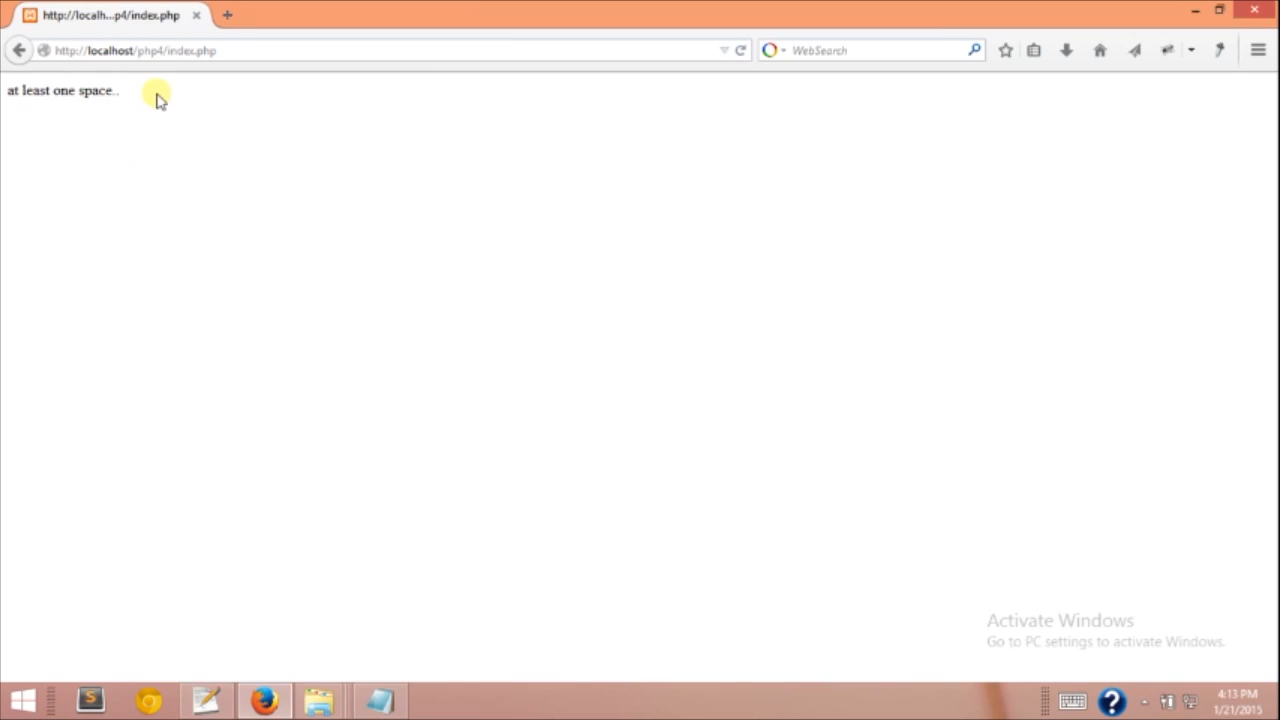 http://localh...p4/index.php
http://localhost/php4/index.php
WebSearch
at least one space..
Activate Windows
Go to PC settings to activate Windows.
4:13 PM
1/21/2015